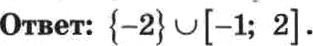 Ответ: {−2} ∪ [−1; 2].